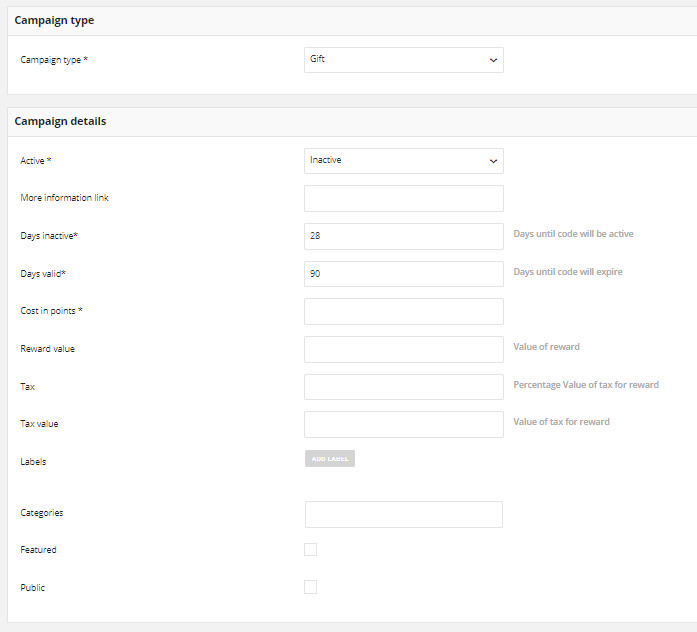 Campaign type
Campaign type * Gift
Campaign details
Active * Inactive
More information link
Days inactive* 28 Days until code will be active
Days valid* 90 Days until code will expire
Cost in points *
Reward value Value of reward
Tax Percentage Value of tax for reward
Tax value Value of tax for reward
Labels ADD LABEL
Categories
Featured
Public